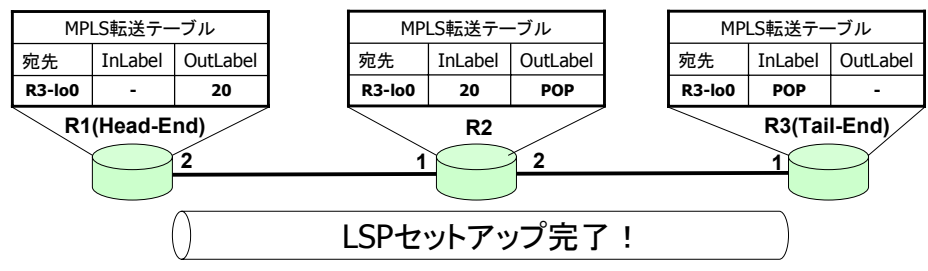 MPLS転送テーブル
宛先 InLabel OutLabel
R3-lo0 - 20
MPLS転送テーブル
宛先 InLabel OutLabel
R3-lo0 20 POP
MPLS転送テーブル
宛先 InLabel OutLabel
R3-lo0 POP -
R1(Head-End)
R2
R3(Tail-End)
2
1
2
1
LSPセットアップ完了！